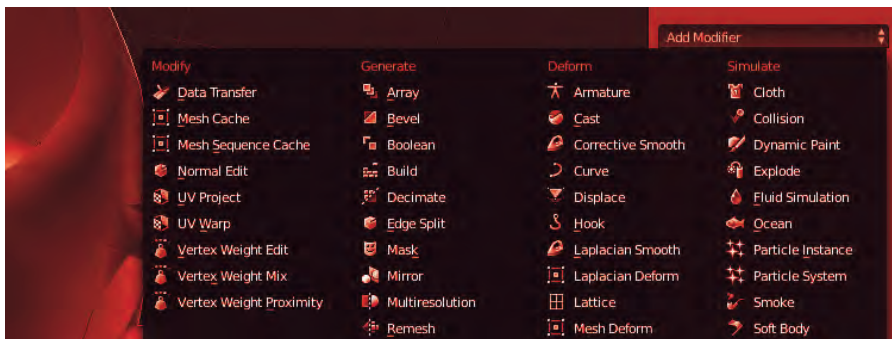 Add Modifier
Modify Generate Deform Simulate
Data Transfer Array Armature Cloth
Mesh Cache Bevel Cast Collision
Mesh Sequence Cache Boolean Corrective Smooth Dynamic Paint
Normal Edit Build Curve Explode
UV Project Decimate Displace Fluid Simulation
UV Warp Edge Split Hook Ocean
Vertex Weight Edit Mask Laplacian Smooth Particle Instance
Vertex Weight Mix Mirror Laplacian Deform Particle System
Vertex Weight Proximity Multiresolution Lattice Smoke
Remesh Mesh Deform Soft Body